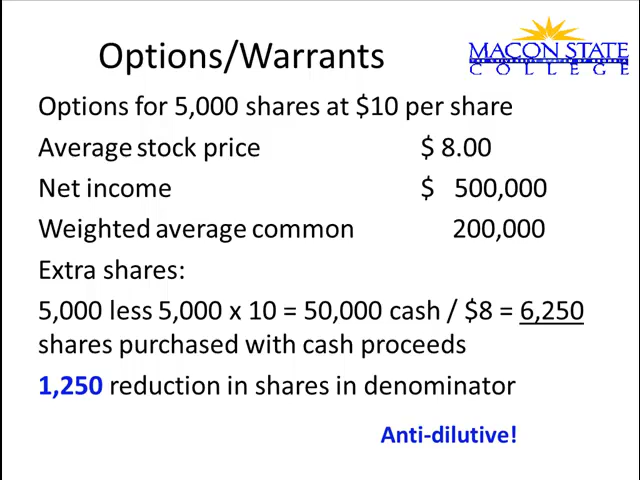 Options/Warrants
MACON STATE
COLLEGE
Options for 5,000 shares at $10 per share
Average stock price $ 8.00
Net income $ 500,000
Weighted average common 200,000
Extra shares:
5,000 less 5,000 x 10 = 50,000 cash / $8 = 6,250
shares purchased with cash proceeds
1,250 reduction in shares in denominator
Anti-dilutive!